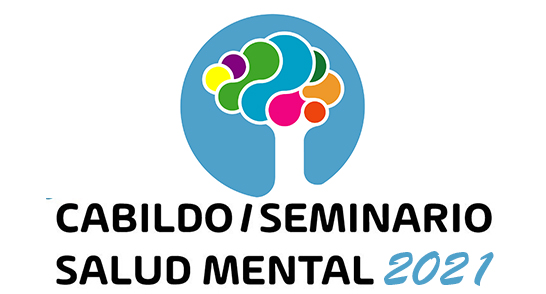 CABILDO / SEMINARIO
SALUD MENTAL 2021